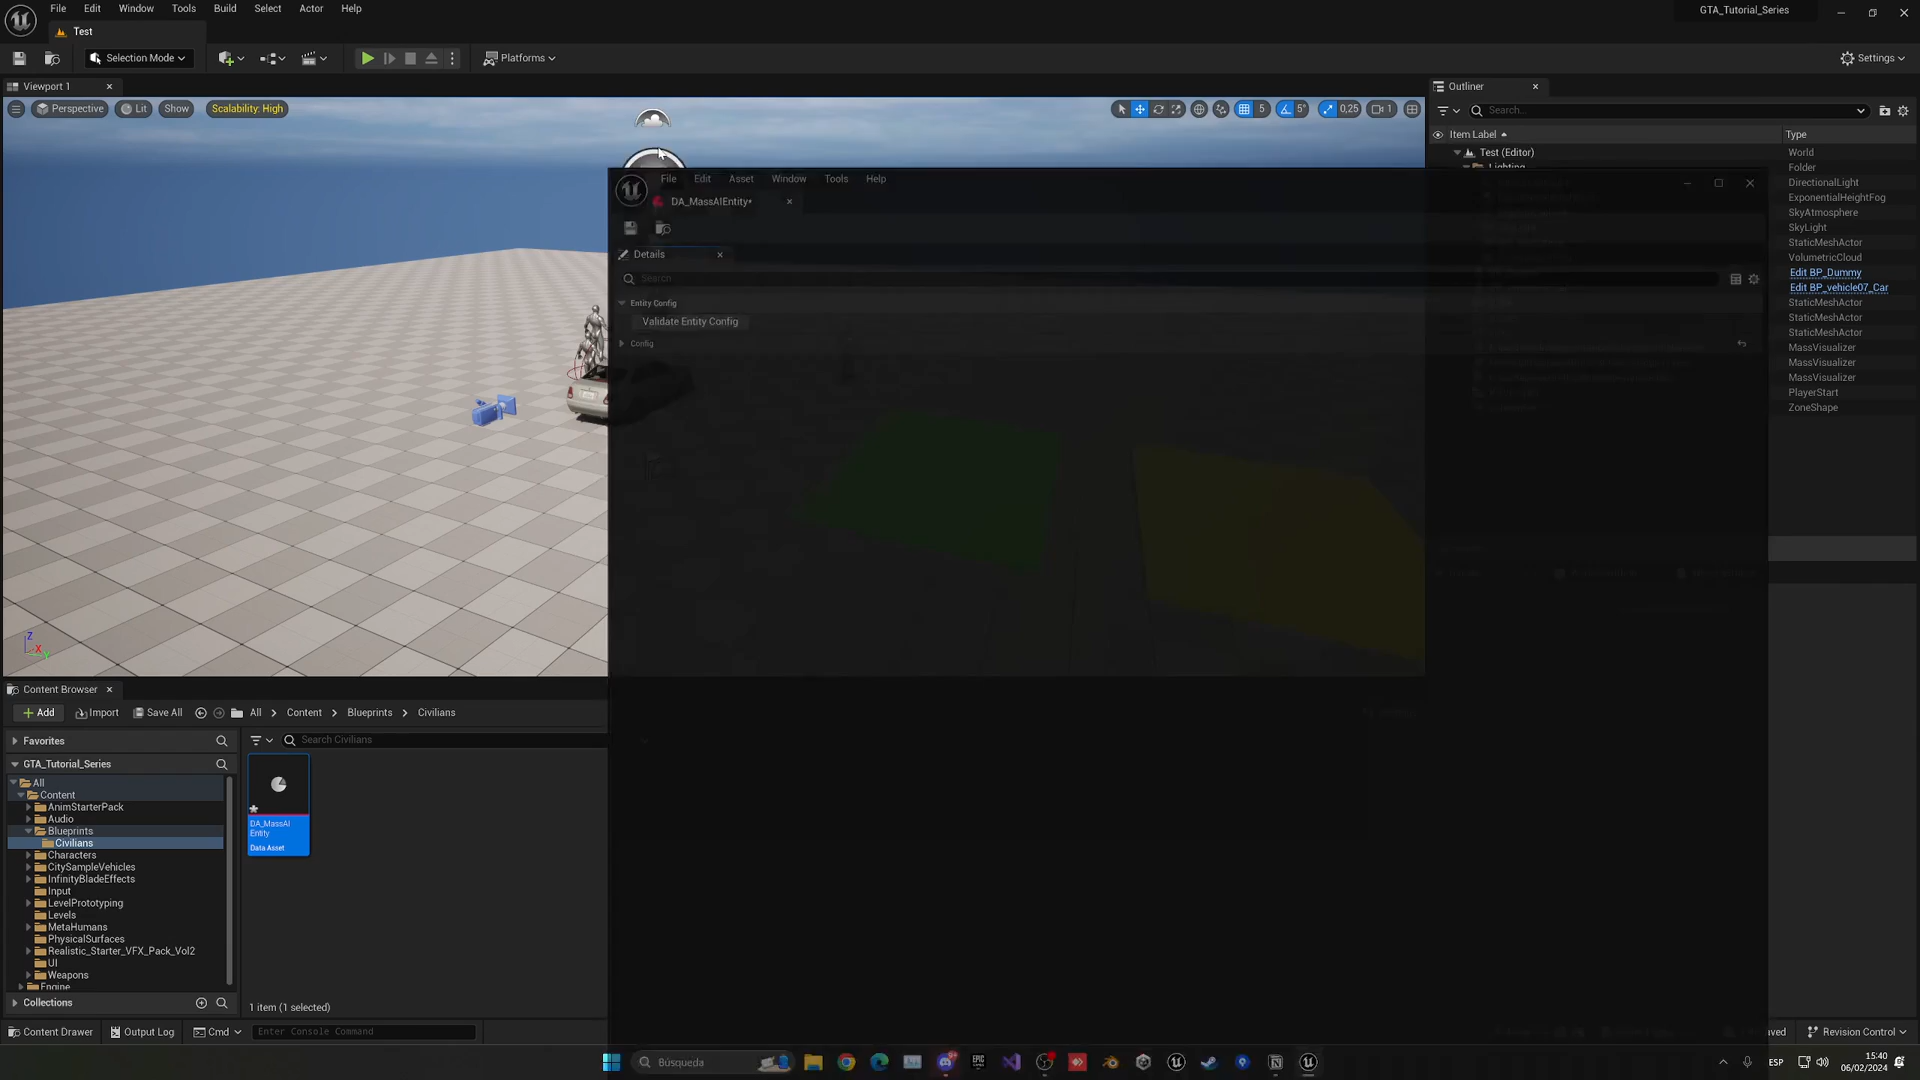 File Edit Window Tools Build Select Actor Help
GTA_Tutorial_Series
Test
Selection Mode
Platforms
Settings
Viewport 1
Outliner
Perspective
Lit
Show
Scalability: High
5
5°
0,25
1
Search...
Item Label
Type
Test (Editor)
World
Lighting
Folder
DirectionalLight
ExponentialHeightFog
SkyAtmosphere
SkyLight
StaticMeshActor
VolumetricCloud
Edit BP_Dummy
Edit BP_vehicle07_Car
StaticMeshActor
StaticMeshActor
StaticMeshActor
MassVisualizer
MassVisualizer
MassVisualizer
PlayerStart
ZoneShape
File Edit Asset Window Tools Help
DA_MassAIEntity*
Details
Search
Entity Config
Validate Entity Config
Config
Content Browser
Add
Import
Save All
All
Content
Blueprints
Civilians
Favorites
Search Civilians
GTA_Tutorial_Series
All
Content
AnimStarterPack
Audio
Blueprints
Civilians
Characters
CitySampleVehicles
InfinityBladeEffects
Input
LevelPrototyping
Levels
MetaHumans
PhysicalSurfaces
Realistic_Starter_VFX_Pack_Vol2
UI
Weapons
Engine
DA_MassAI
Entity
Data Asset
Collections
1 item (1 selected)
Content Drawer
Output Log
Cmd
Enter Console Command
Revision Control
Búsqueda
EPIC
ESP
15:40
06/02/2024